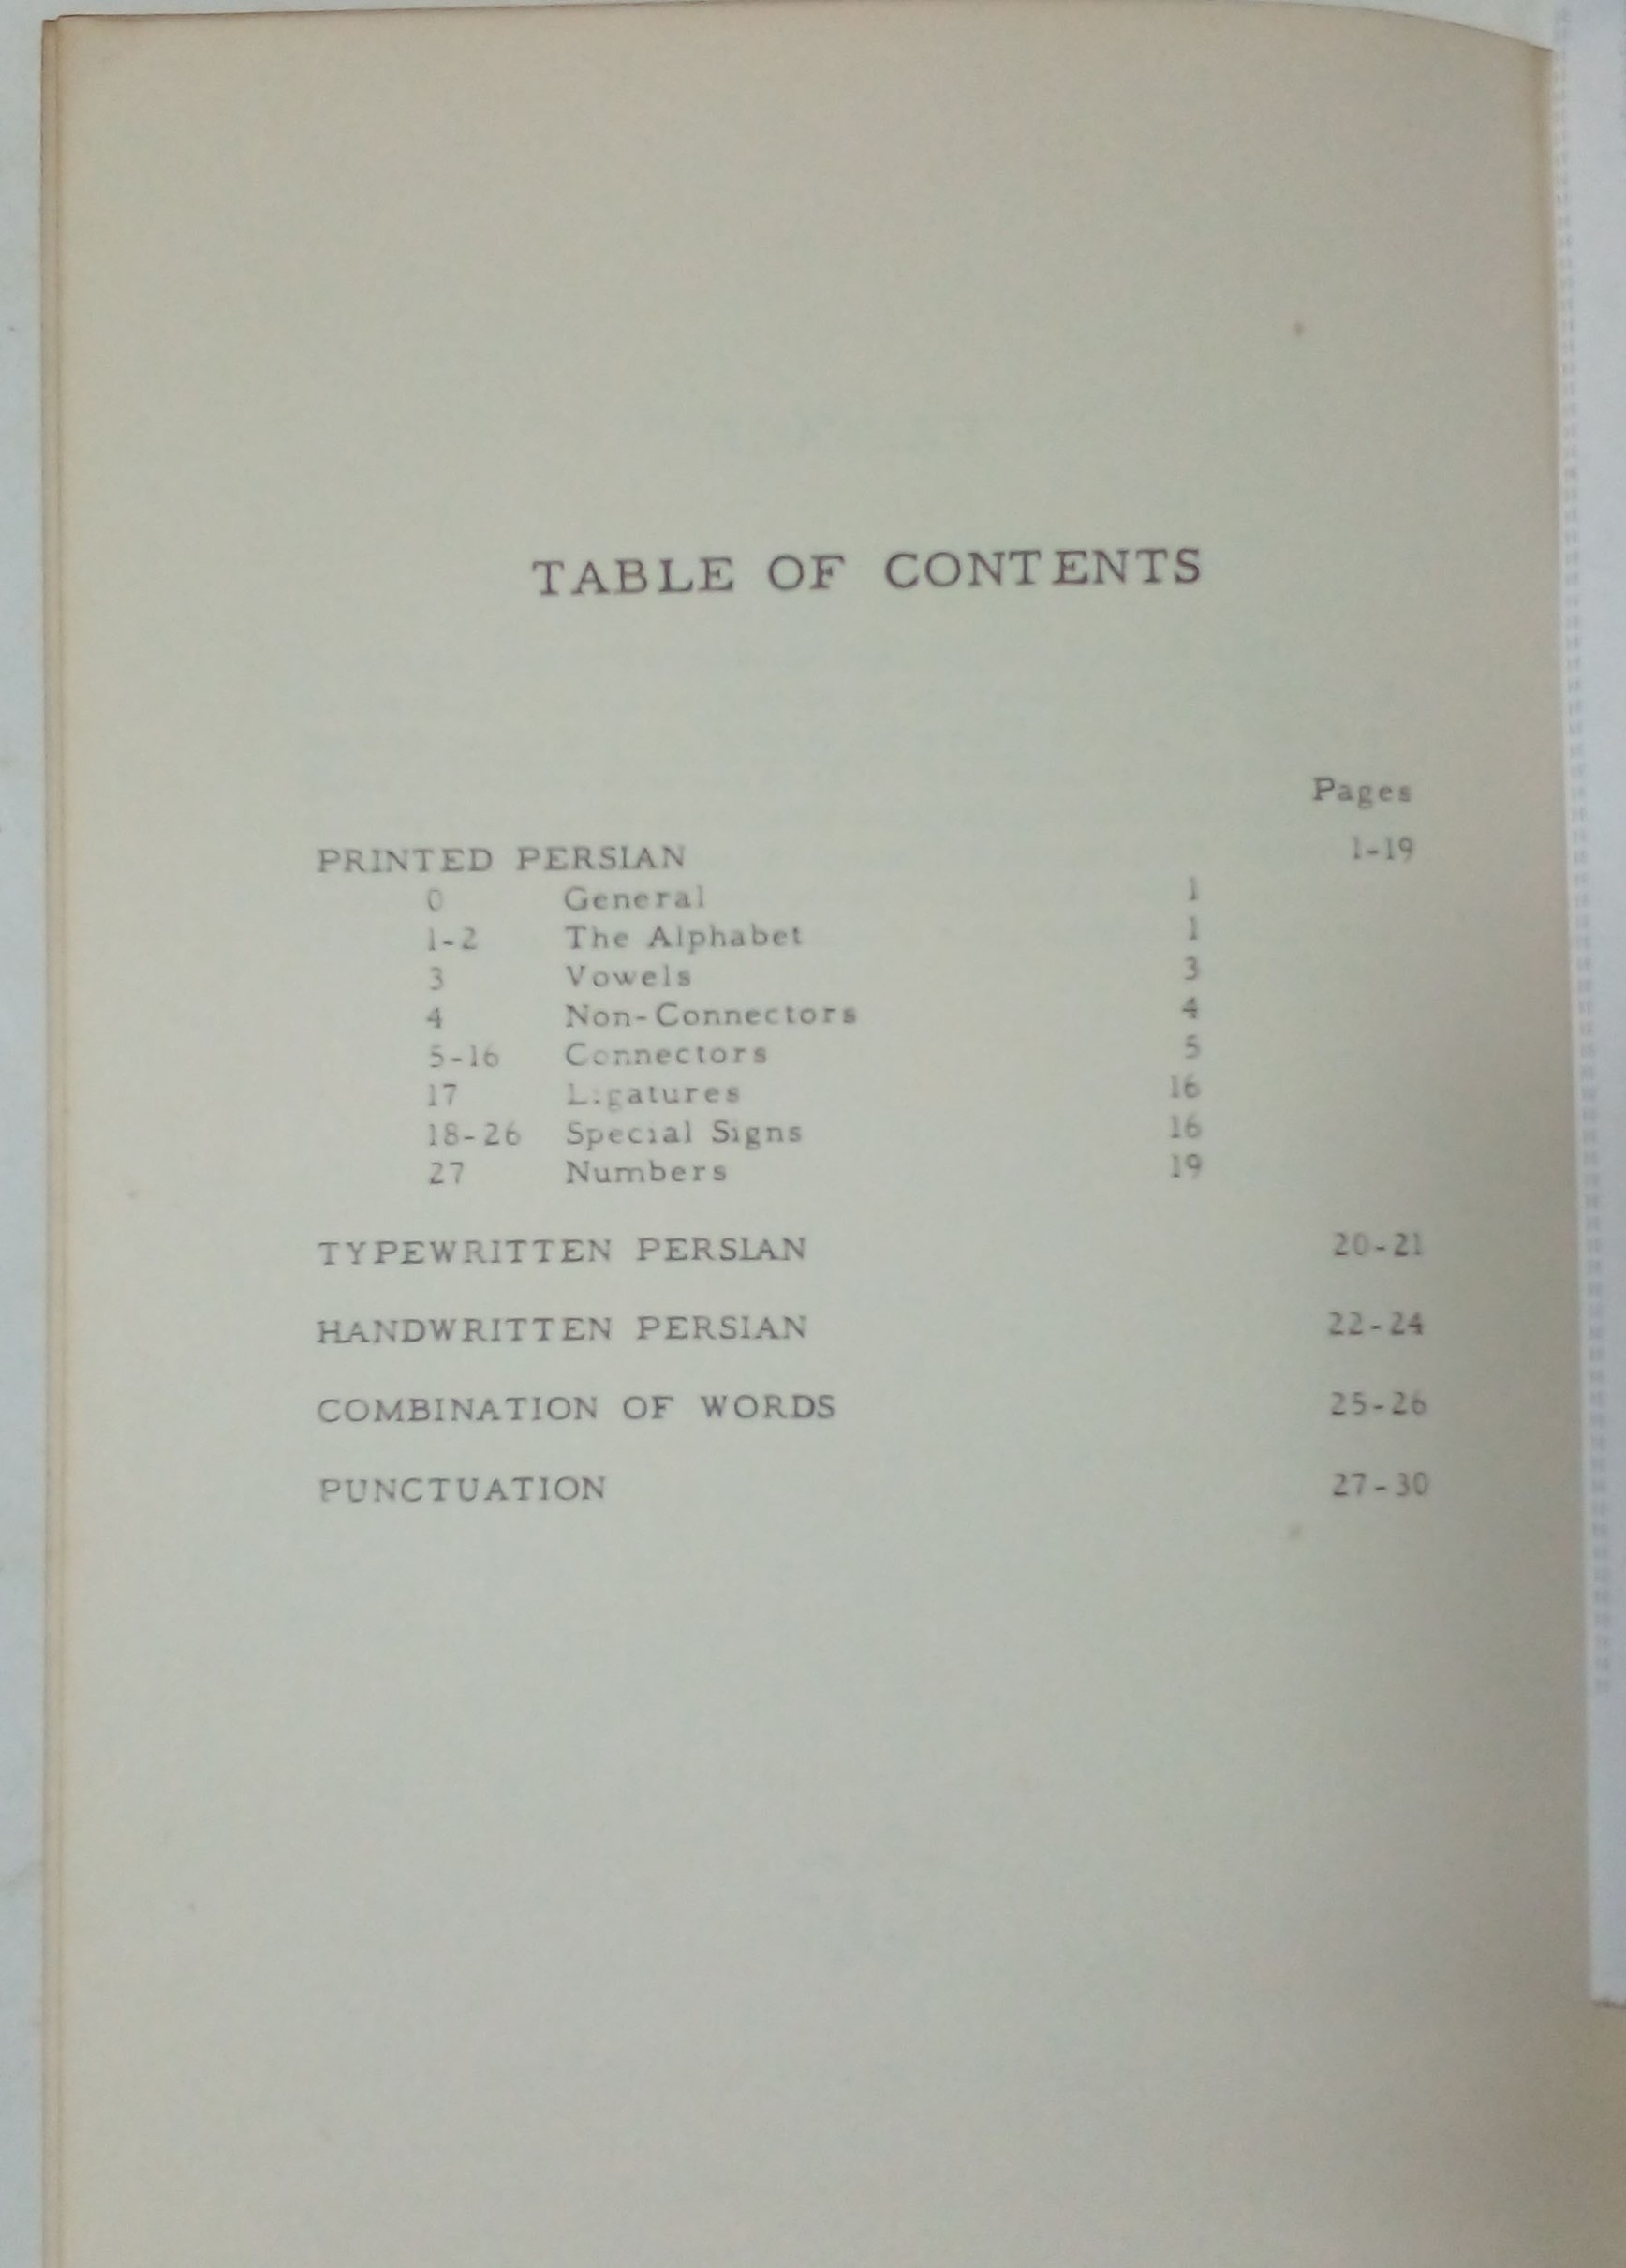 TABLE OF CONTENTS
Pages
PRINTED PERSIAN 1-19
0 General 1
1-2 The Alphabet 1
3 Vowels 3
4 Non-Connectors 4
5-16 Connectors 5
17 Ligatures 16
18-26 Special Signs 16
27 Numbers 19
TYPEWRITTEN PERSIAN 20-21
HANDWRITTEN PERSIAN 22-24
COMBINATION OF WORDS 25-26
PUNCTUATION 27-30